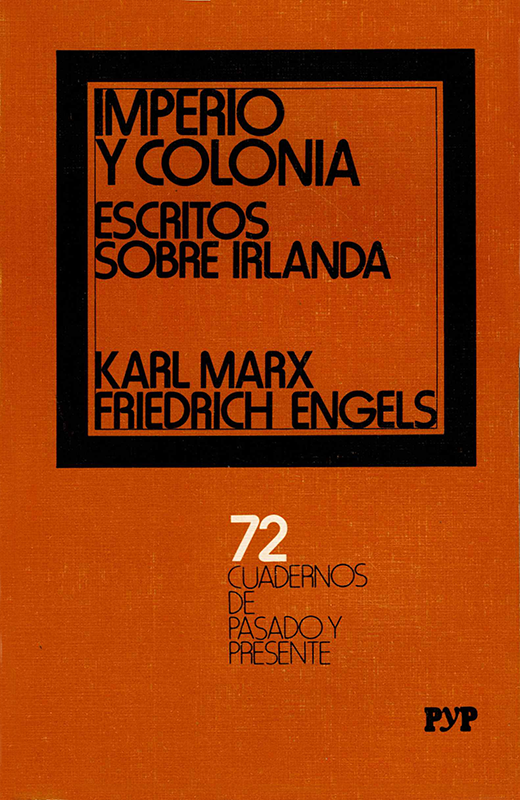 IMPERIO
Y COLONIA
ESCRITOS
SOBRE IRLANDA
KARL MARX
FRIEDRICH ENGELS
72
CUADERNOS
DE
PASADO Y
PRESENTE
PYP